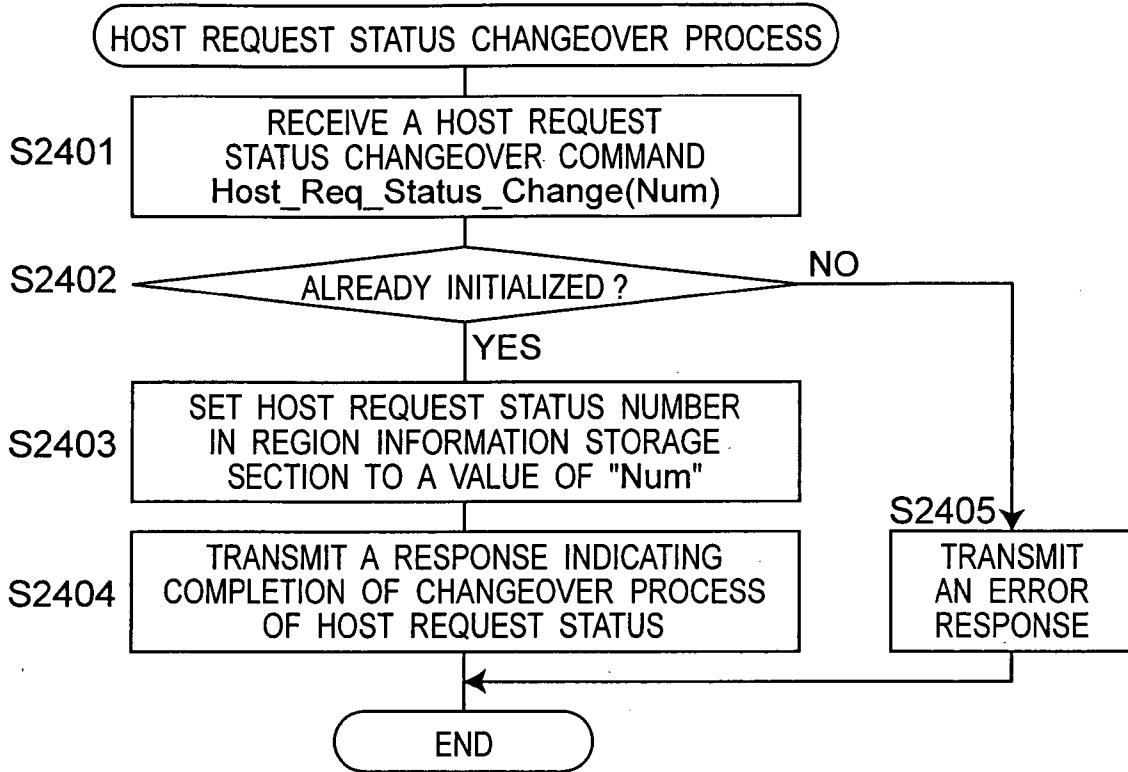 HOST REQUEST STATUS CHANGEOVER PROCESS
S2401
RECEIVE A HOST REQUEST
STATUS CHANGEOVER COMMAND
Host_Req_Status_Change(Num)
S2402
ALREADY INITIALIZED ?
NO
YES
S2403
SET HOST REQUEST STATUS NUMBER
IN REGION INFORMATION STORAGE
SECTION TO A VALUE OF "Num"
S2404
TRANSMIT A RESPONSE INDICATING
COMPLETION OF CHANGEOVER PROCESS
OF HOST REQUEST STATUS
S2405
TRANSMIT
AN ERROR
RESPONSE
END